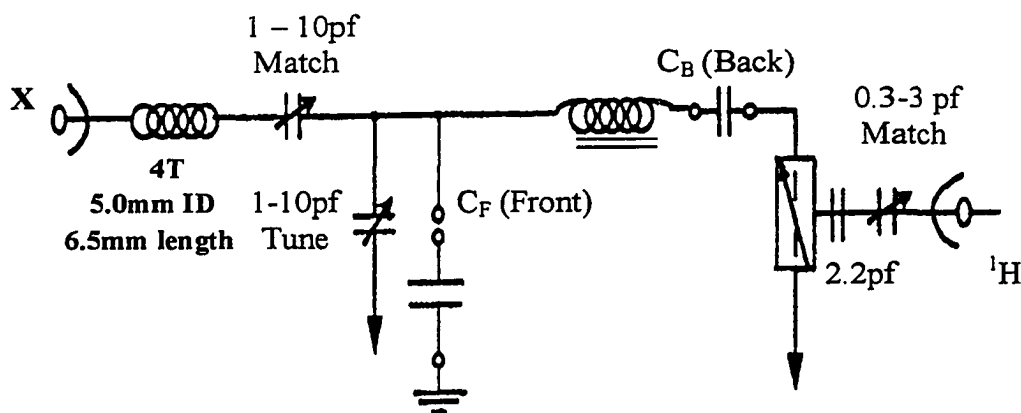 1 – 10pf
Match
C_B (Back)
X
0.3-3 pf
Match
4T
5.0mm ID
6.5mm length
1-10pf
Tune
C_F (Front)
2.2pf
¹H